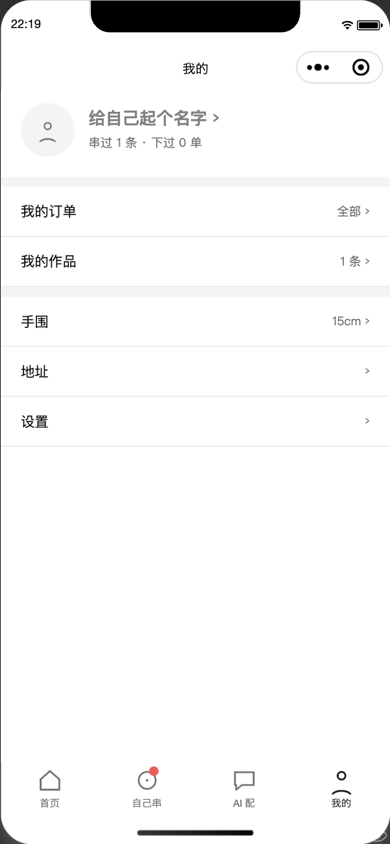 22:19
我的
给自己起个名字 >
串过 1 条 · 下过 0 单
我的订单 全部 >
我的作品 1 条 >
手围 15cm >
地址 >
设置 >
首页 自己串 AI 配 我的